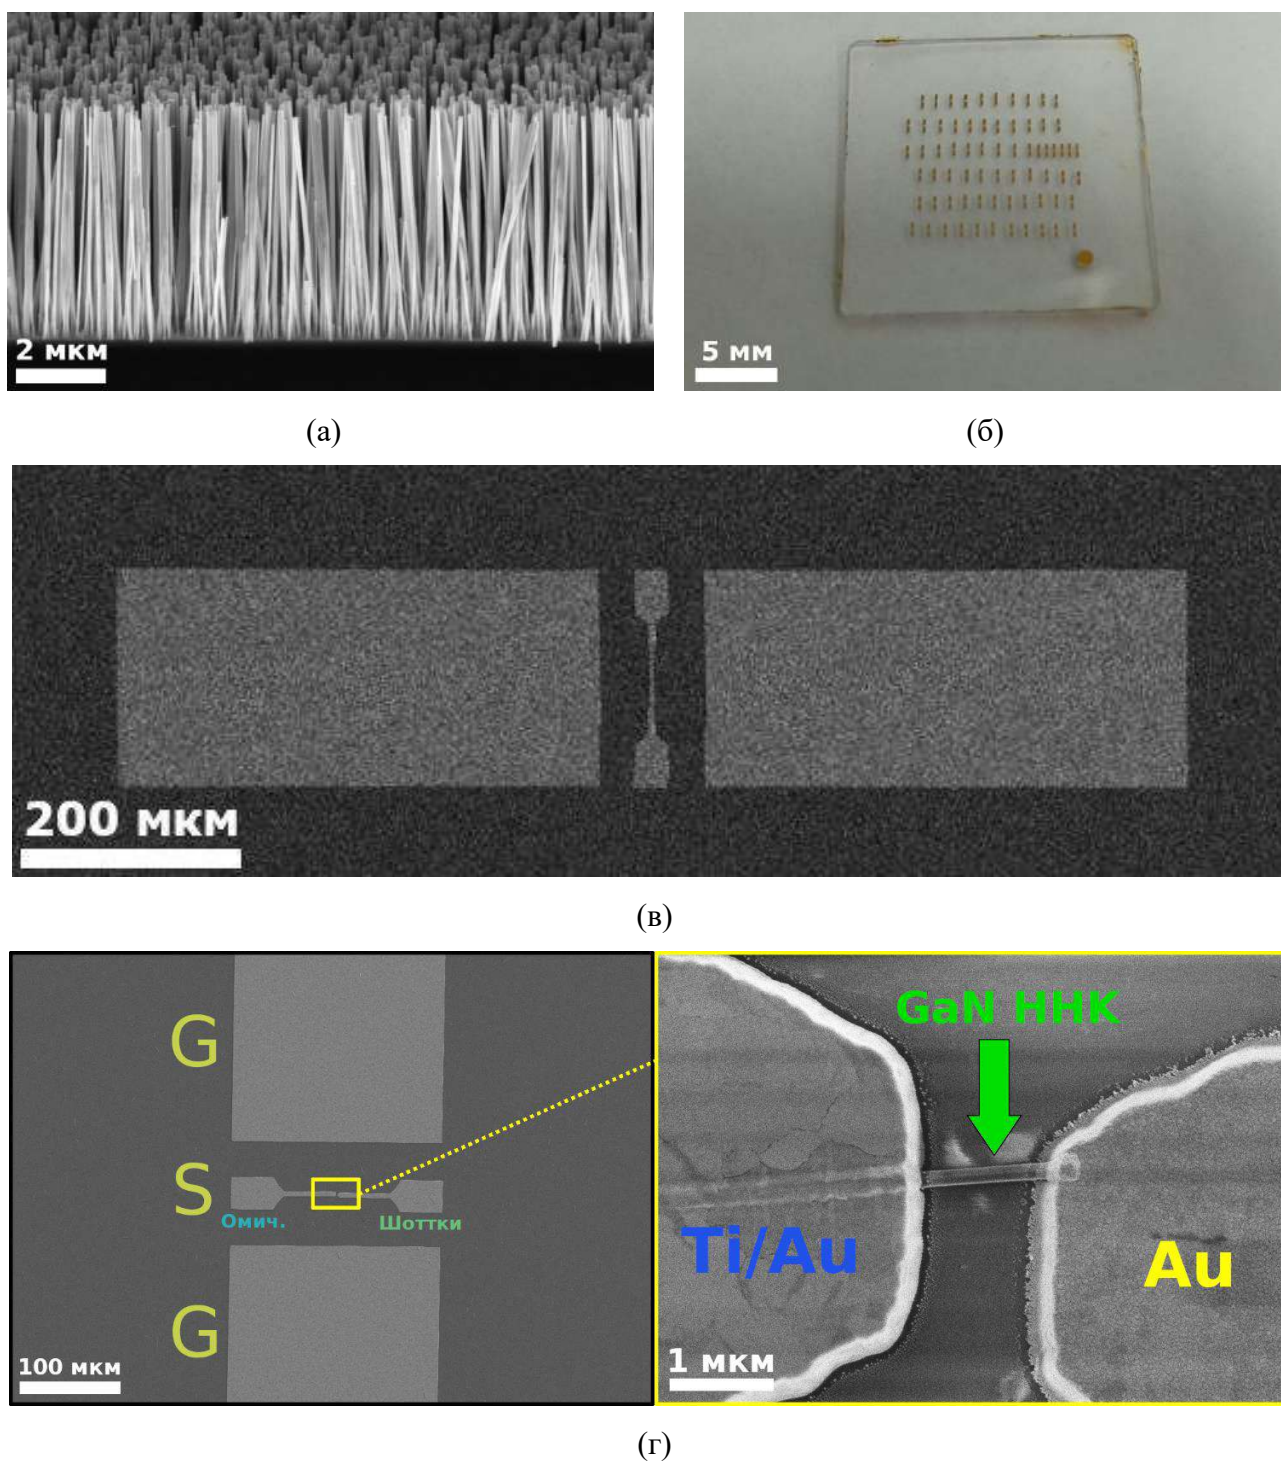 2 мкм
5 мм
(а)
(б)
200 мкм
(в)
G
S
G
Омич.
Шоттки
100 мкм
GaN ННК
Ti/Au
Au
1 мкм
(г)